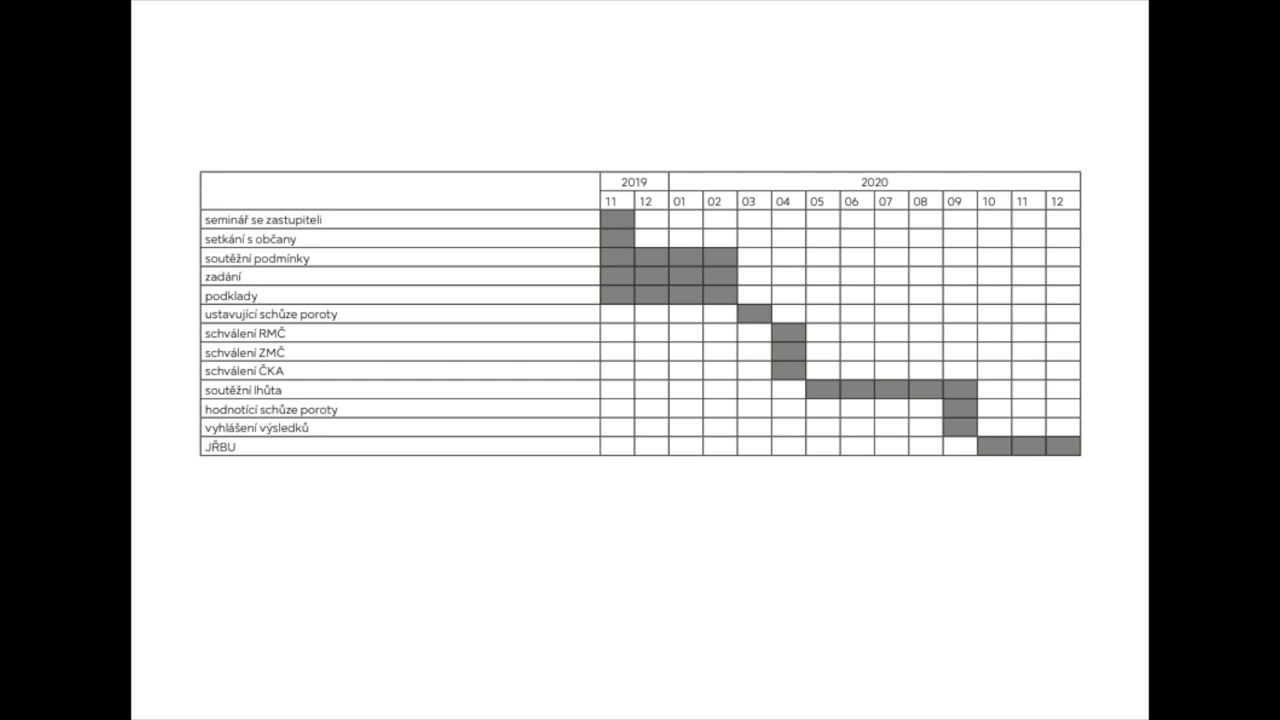 2019 2020
11 12 01 02 03 04 05 06 07 08 09 10 11 12
seminář se zastupiteli
setkání s občany
soutěžní podmínky
zadání
podklady
ustavující schůze poroty
schválení RMČ
schválení ZMČ
schválení ČKA
soutěžní lhůta
hodnotící schůze poroty
vyhlášení výsledků
JŘBU